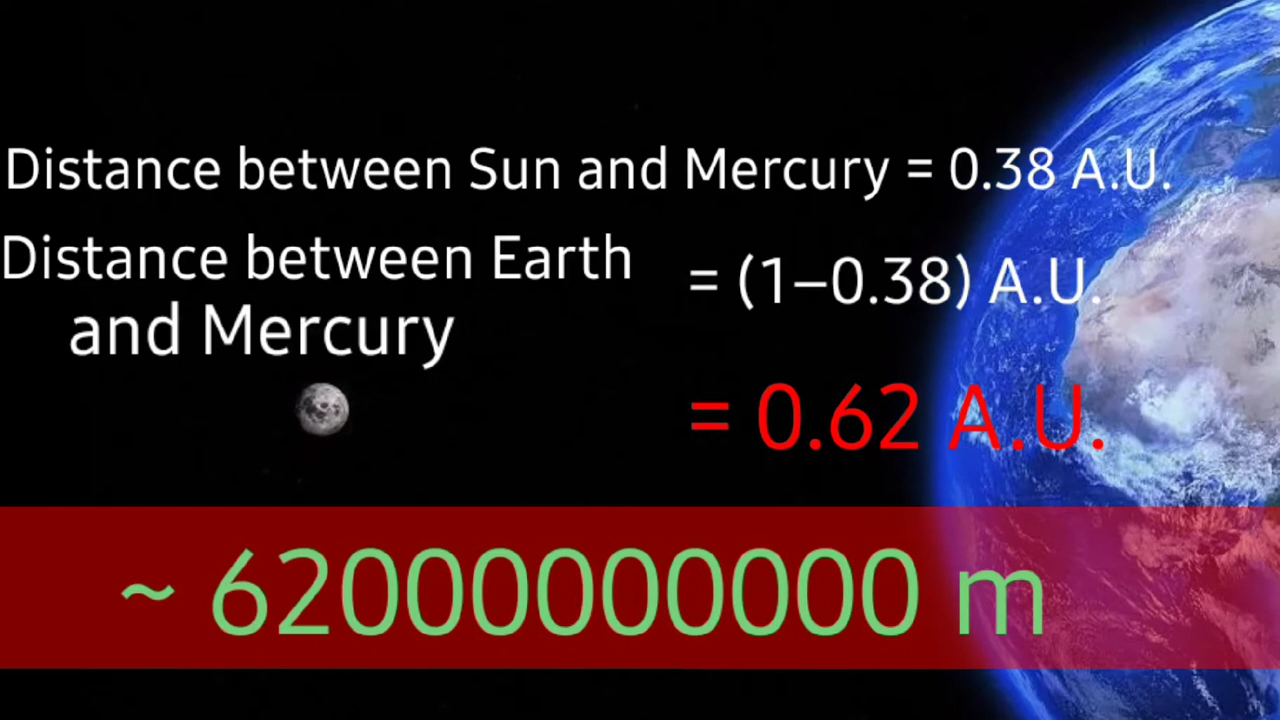 Distance between Sun and Mercury = 0.38 A.U.
Distance between Earth
and Mercury
= (1–0.38) A.U.
= 0.62 A.U.
~ 62000000000 m